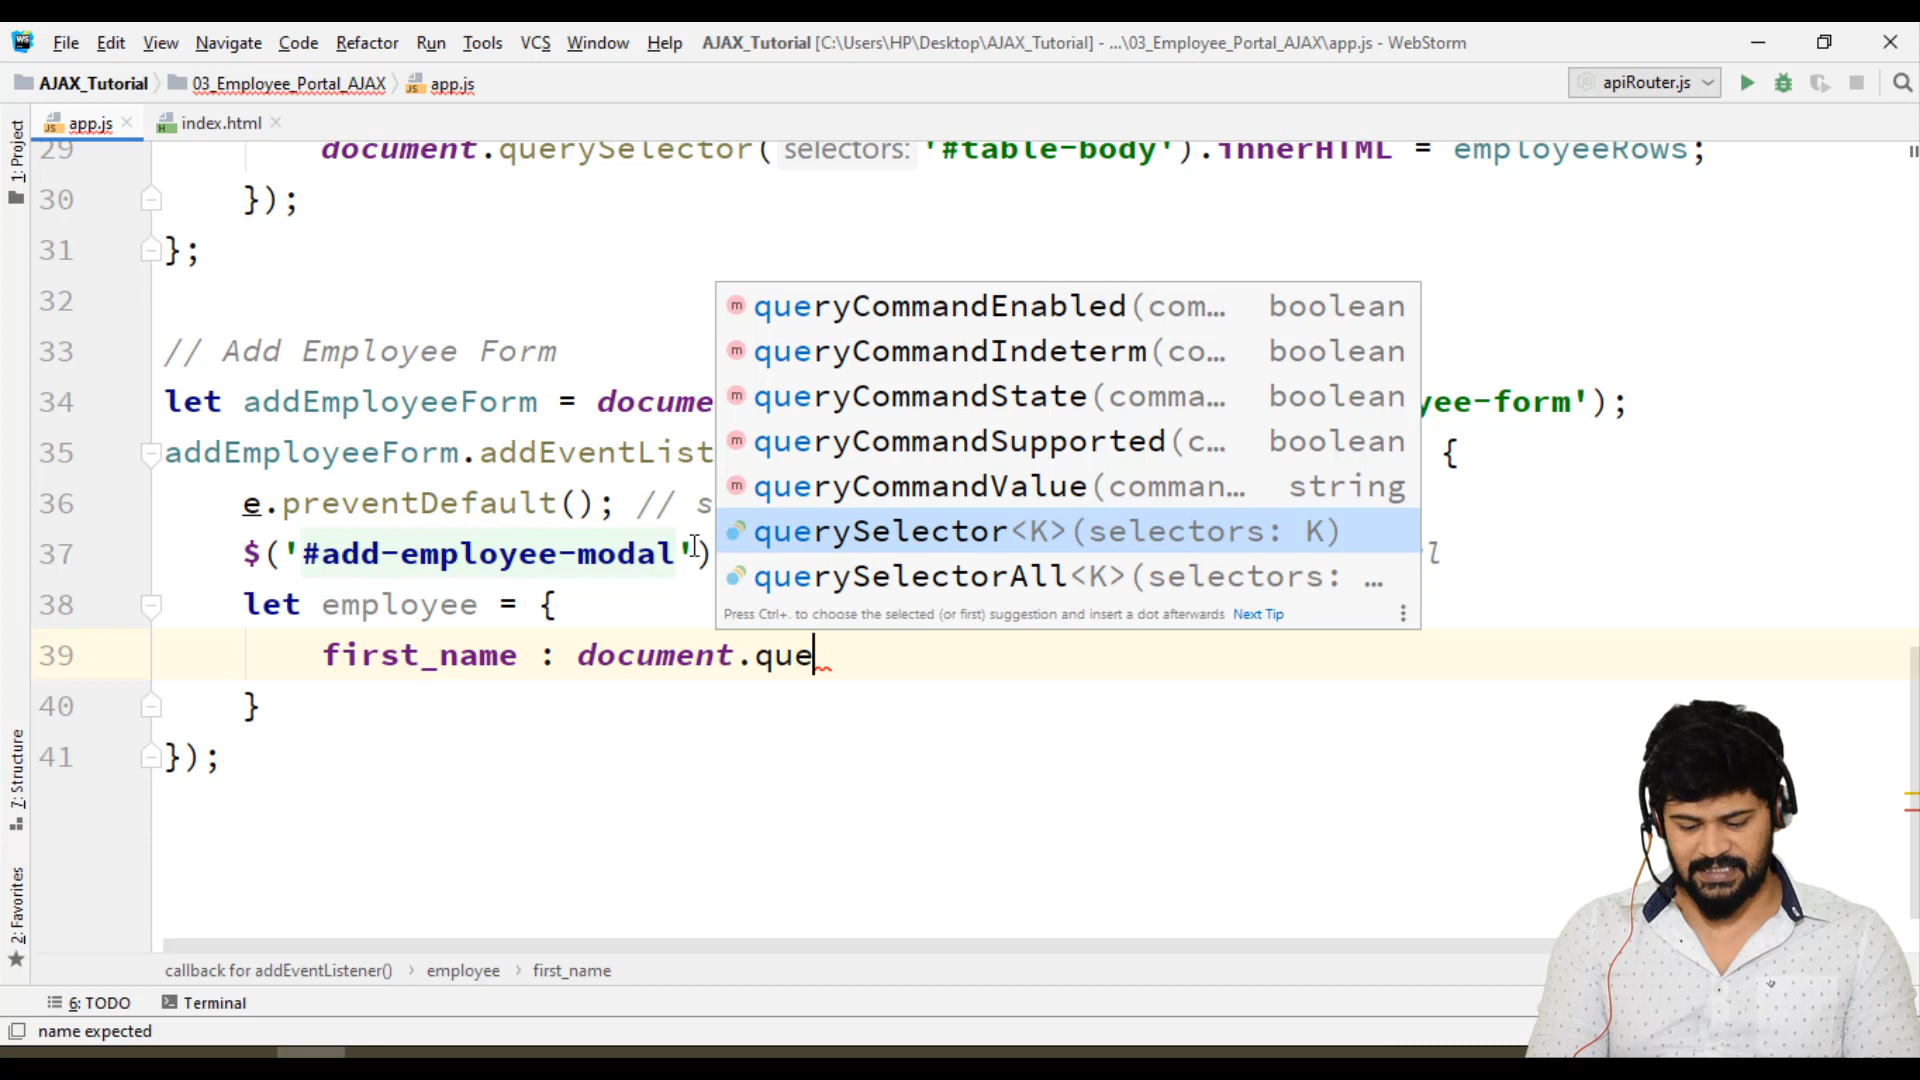 WS File Edit View Navigate Code Refactor Run Tools VCS Window Help AJAX_Tutorial [C:\Users\HP\Desktop\AJAX_Tutorial] - ...\03_Employee_Portal_AJAX\app.js - WebStorm
AJAX_Tutorial 03_Employee_Portal_AJAX JS app.js apiRouter.js
JS app.js H index.html
1: Project
7: Structure
2: Favorites
29 document.querySelector( selectors: '#table-body').innerHTML = employeeRows;
30 });
31 };
32
33 // Add Employee Form
34 let addEmployeeForm = docume yee-form');
35 addEmployeeForm.addEventList {
36 e.preventDefault(); // s
37 $('#add-employee-modal')
38 let employee = {
39 first_name : document.que
40 }
41 });
m queryCommandEnabled(com… boolean
m queryCommandIndeterm(co… boolean
m queryCommandState(comma… boolean
m queryCommandSupported(c… boolean
m queryCommandValue(comman… string
querySelector<K>(selectors: K)
querySelectorAll<K>(selectors: …
Press Ctrl+. to choose the selected (or first) suggestion and insert a dot afterwards Next Tip
callback for addEventListener() › employee › first_name
6: TODO Terminal
name expected